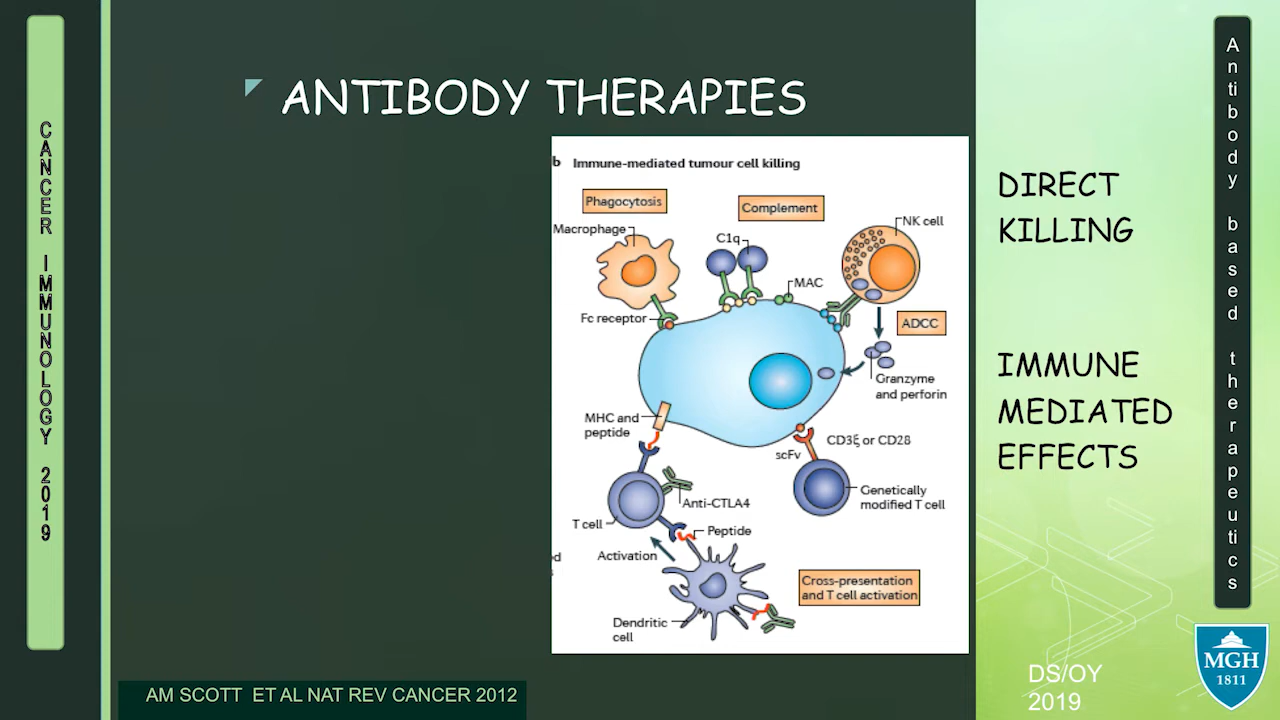 CANCER IMMUNOLOGY 2019
ANTIBODY THERAPIES
b Immune-mediated tumour cell killing
Phagocytosis
Complement
Macrophage
C1q
NK cell
MAC
Fc receptor
ADCC
Granzyme
and perforin
MHC and
peptide
CD3ξ or CD28
scFv
Genetically
modified T cell
Anti-CTLA4
T cell
Peptide
Activation
Cross-presentation
and T cell activation
Dendritic
cell
ed
s
AM SCOTT ET AL NAT REV CANCER 2012
DIRECT
KILLING
IMMUNE
MEDIATED
EFFECTS
Antibody based therapeutics
DS/OY
2019
MGH
1811